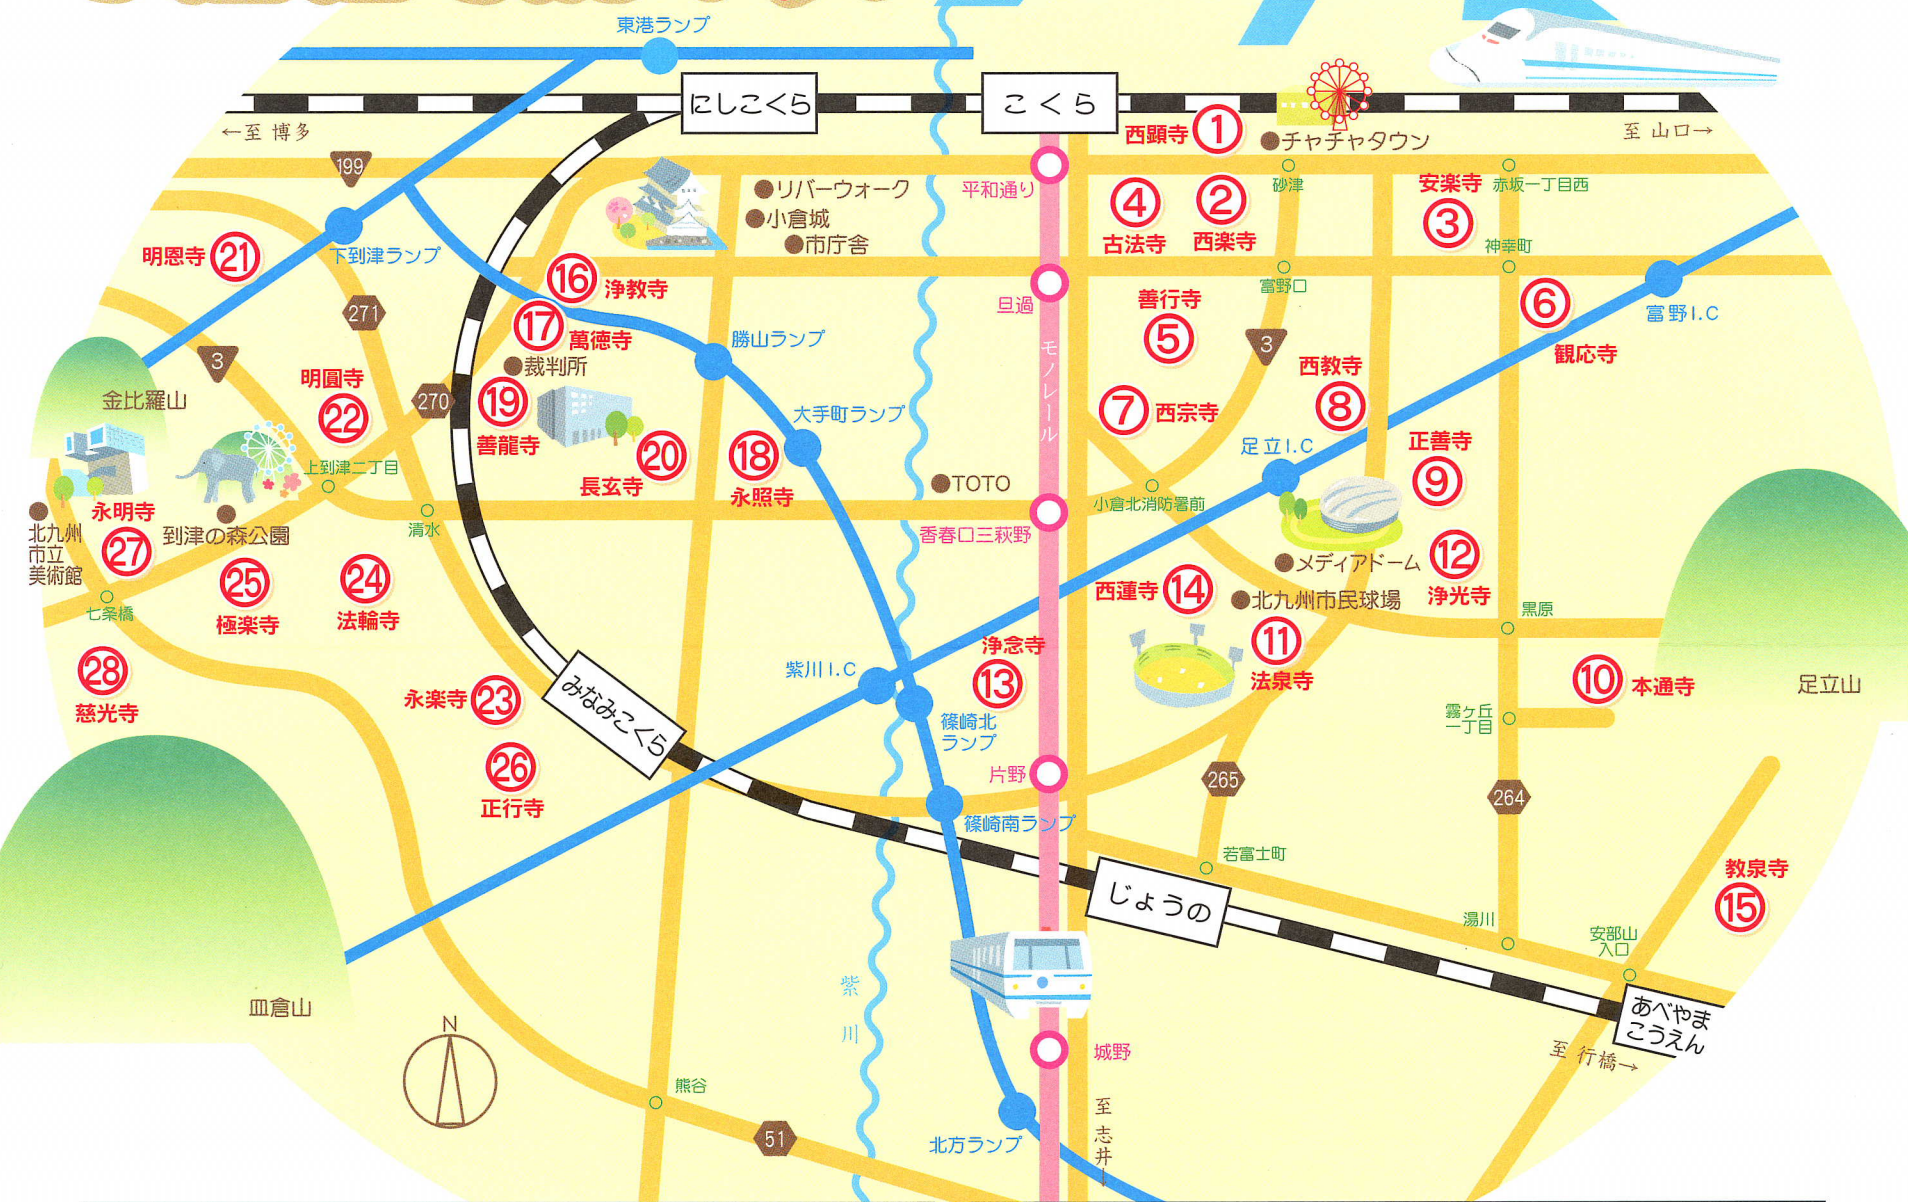 東港ランプ
にしこくら
こくら
←至 博多
至 山口→
西顕寺
1
チャチャタウン
199
平和通り
リバーウォーク
小倉城
市庁舎
4
古法寺
2
西楽寺
砂津
安楽寺
3
赤坂一丁目西
神幸町
明恩寺
21
下到津ランプ
271
16
浄教寺
17
萬徳寺
旦過
善行寺
5
富野口
3
6
観応寺
富野I.C
勝山ランプ
裁判所
モノレール
西教寺
8
3
金比羅山
明圓寺
22
270
19
善龍寺
20
長玄寺
18
永照寺
大手町ランプ
7
西宗寺
足立I.C
正善寺
9
上到津二丁目
清水
TOTO
香春口三萩野
小倉北消防署前
北九州
市立
美術館
永明寺
27
到津の森公園
25
極楽寺
24
法輪寺
七条橋
メディアドーム
12
浄光寺
西蓮寺
14
北九州市民球場
11
法泉寺
黒原
28
慈光寺
永楽寺
23
みなみこくら
紫川I.C
浄念寺
13
篠崎北
ランプ
10
本通寺
霧ケ丘
一丁目
足立山
26
正行寺
片野
265
264
篠崎南ランプ
若富士町
じょうの
教泉寺
15
湯川
安部山
入口
あべやま
こうえん
至 行橋→
皿倉山
紫川
N
城野
熊谷
51
北方ランプ
至 志井→